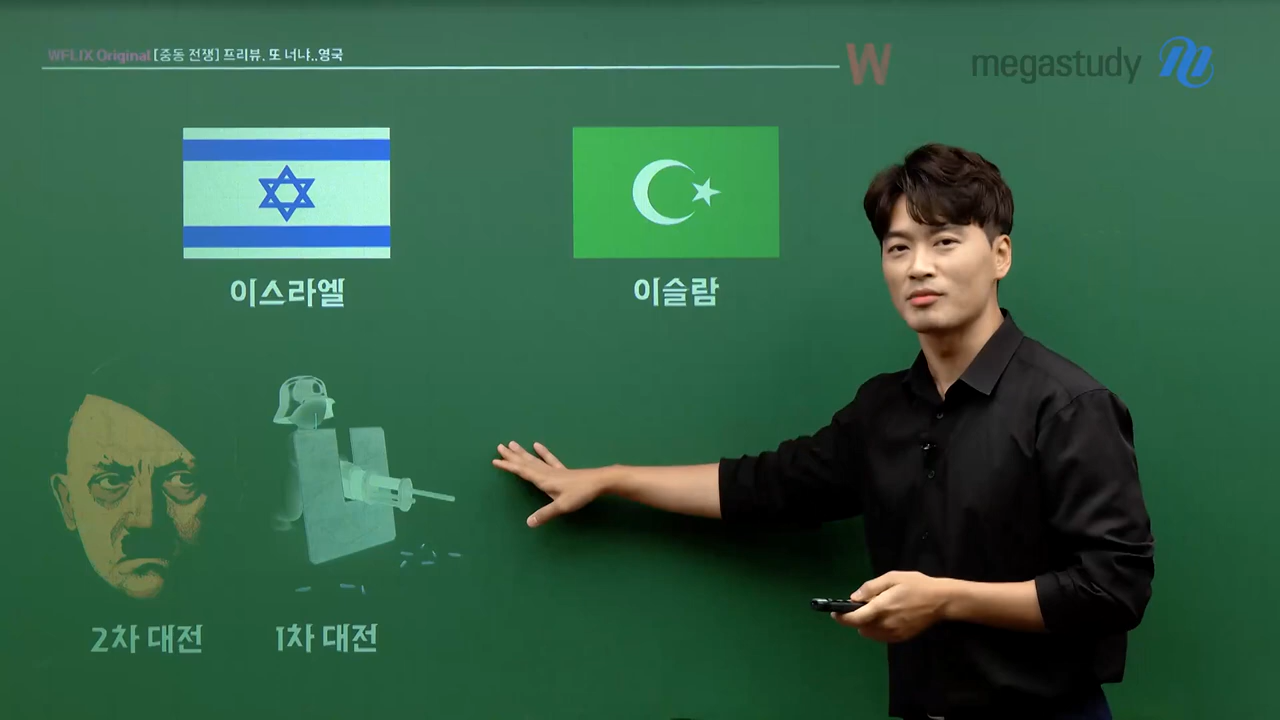 WFLIX Original [중동 전쟁] 프리뷰. 또 너냐..영국
W
megastudy
이스라엘
이슬람
2차 대전
1차 대전